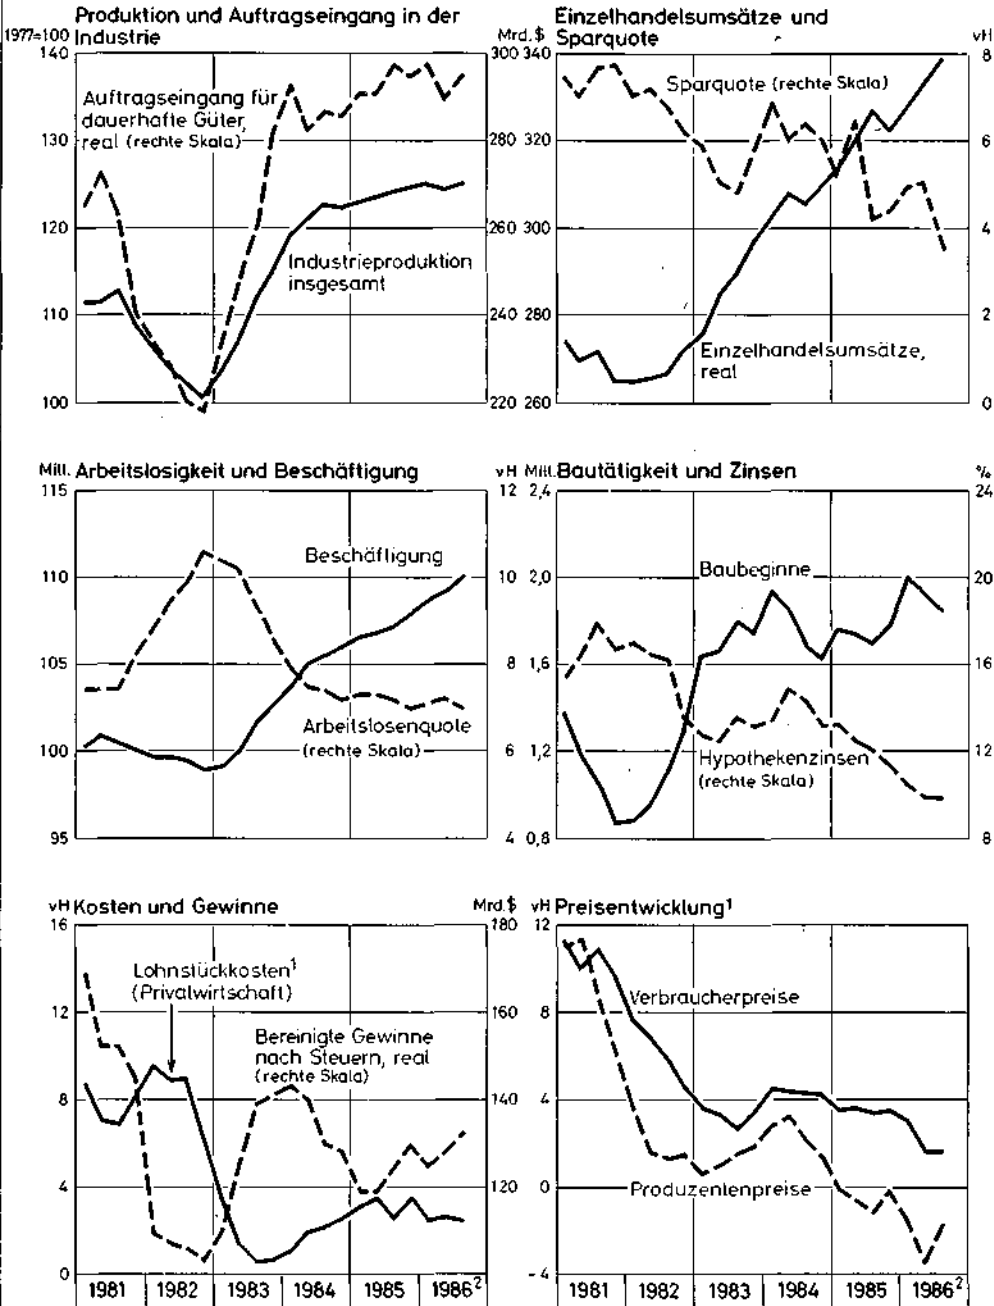 Produktion und Auftragseingang in der
1977=100 Industrie Mrd. $
140 300
130 280
120 260
110 240
100 220
Auftragseingang für
dauerhafte Güter,
real (rechte Skala)
Industrieproduktion
insgesamt
Einzelhandelsumsätze und
Sparquote vH
340 8
320 6
300 4
280 2
260 0
Sparquote (rechte Skala)
Einzelhandelsumsätze,
real
Mill. Arbeitslosigkeit und Beschäftigung vH
115 12
110 10
105 8
100 6
95 4
Beschäftigung
Arbeitslosenquote
(rechte Skala)
Mill. Bautätigkeit und Zinsen %
2,4 24
2,0 20
1,6 16
1,2 12
0,8 8
Baubeginne
Hypothekenzinsen
(rechte Skala)
vH Kosten und Gewinne Mrd.$
16 180
12 160
8 140
4 120
0
Lohnstückkosten¹
(Privatwirtschaft)
Bereinigte Gewinne
nach Steuern, real
(rechte Skala)
1981 1982 1983 1984 1985 1986²
vH Preisentwicklung¹
12
8
4
0
-4
Verbraucherpreise
Produzentenpreise
1981 1982 1983 1984 1985 1986²